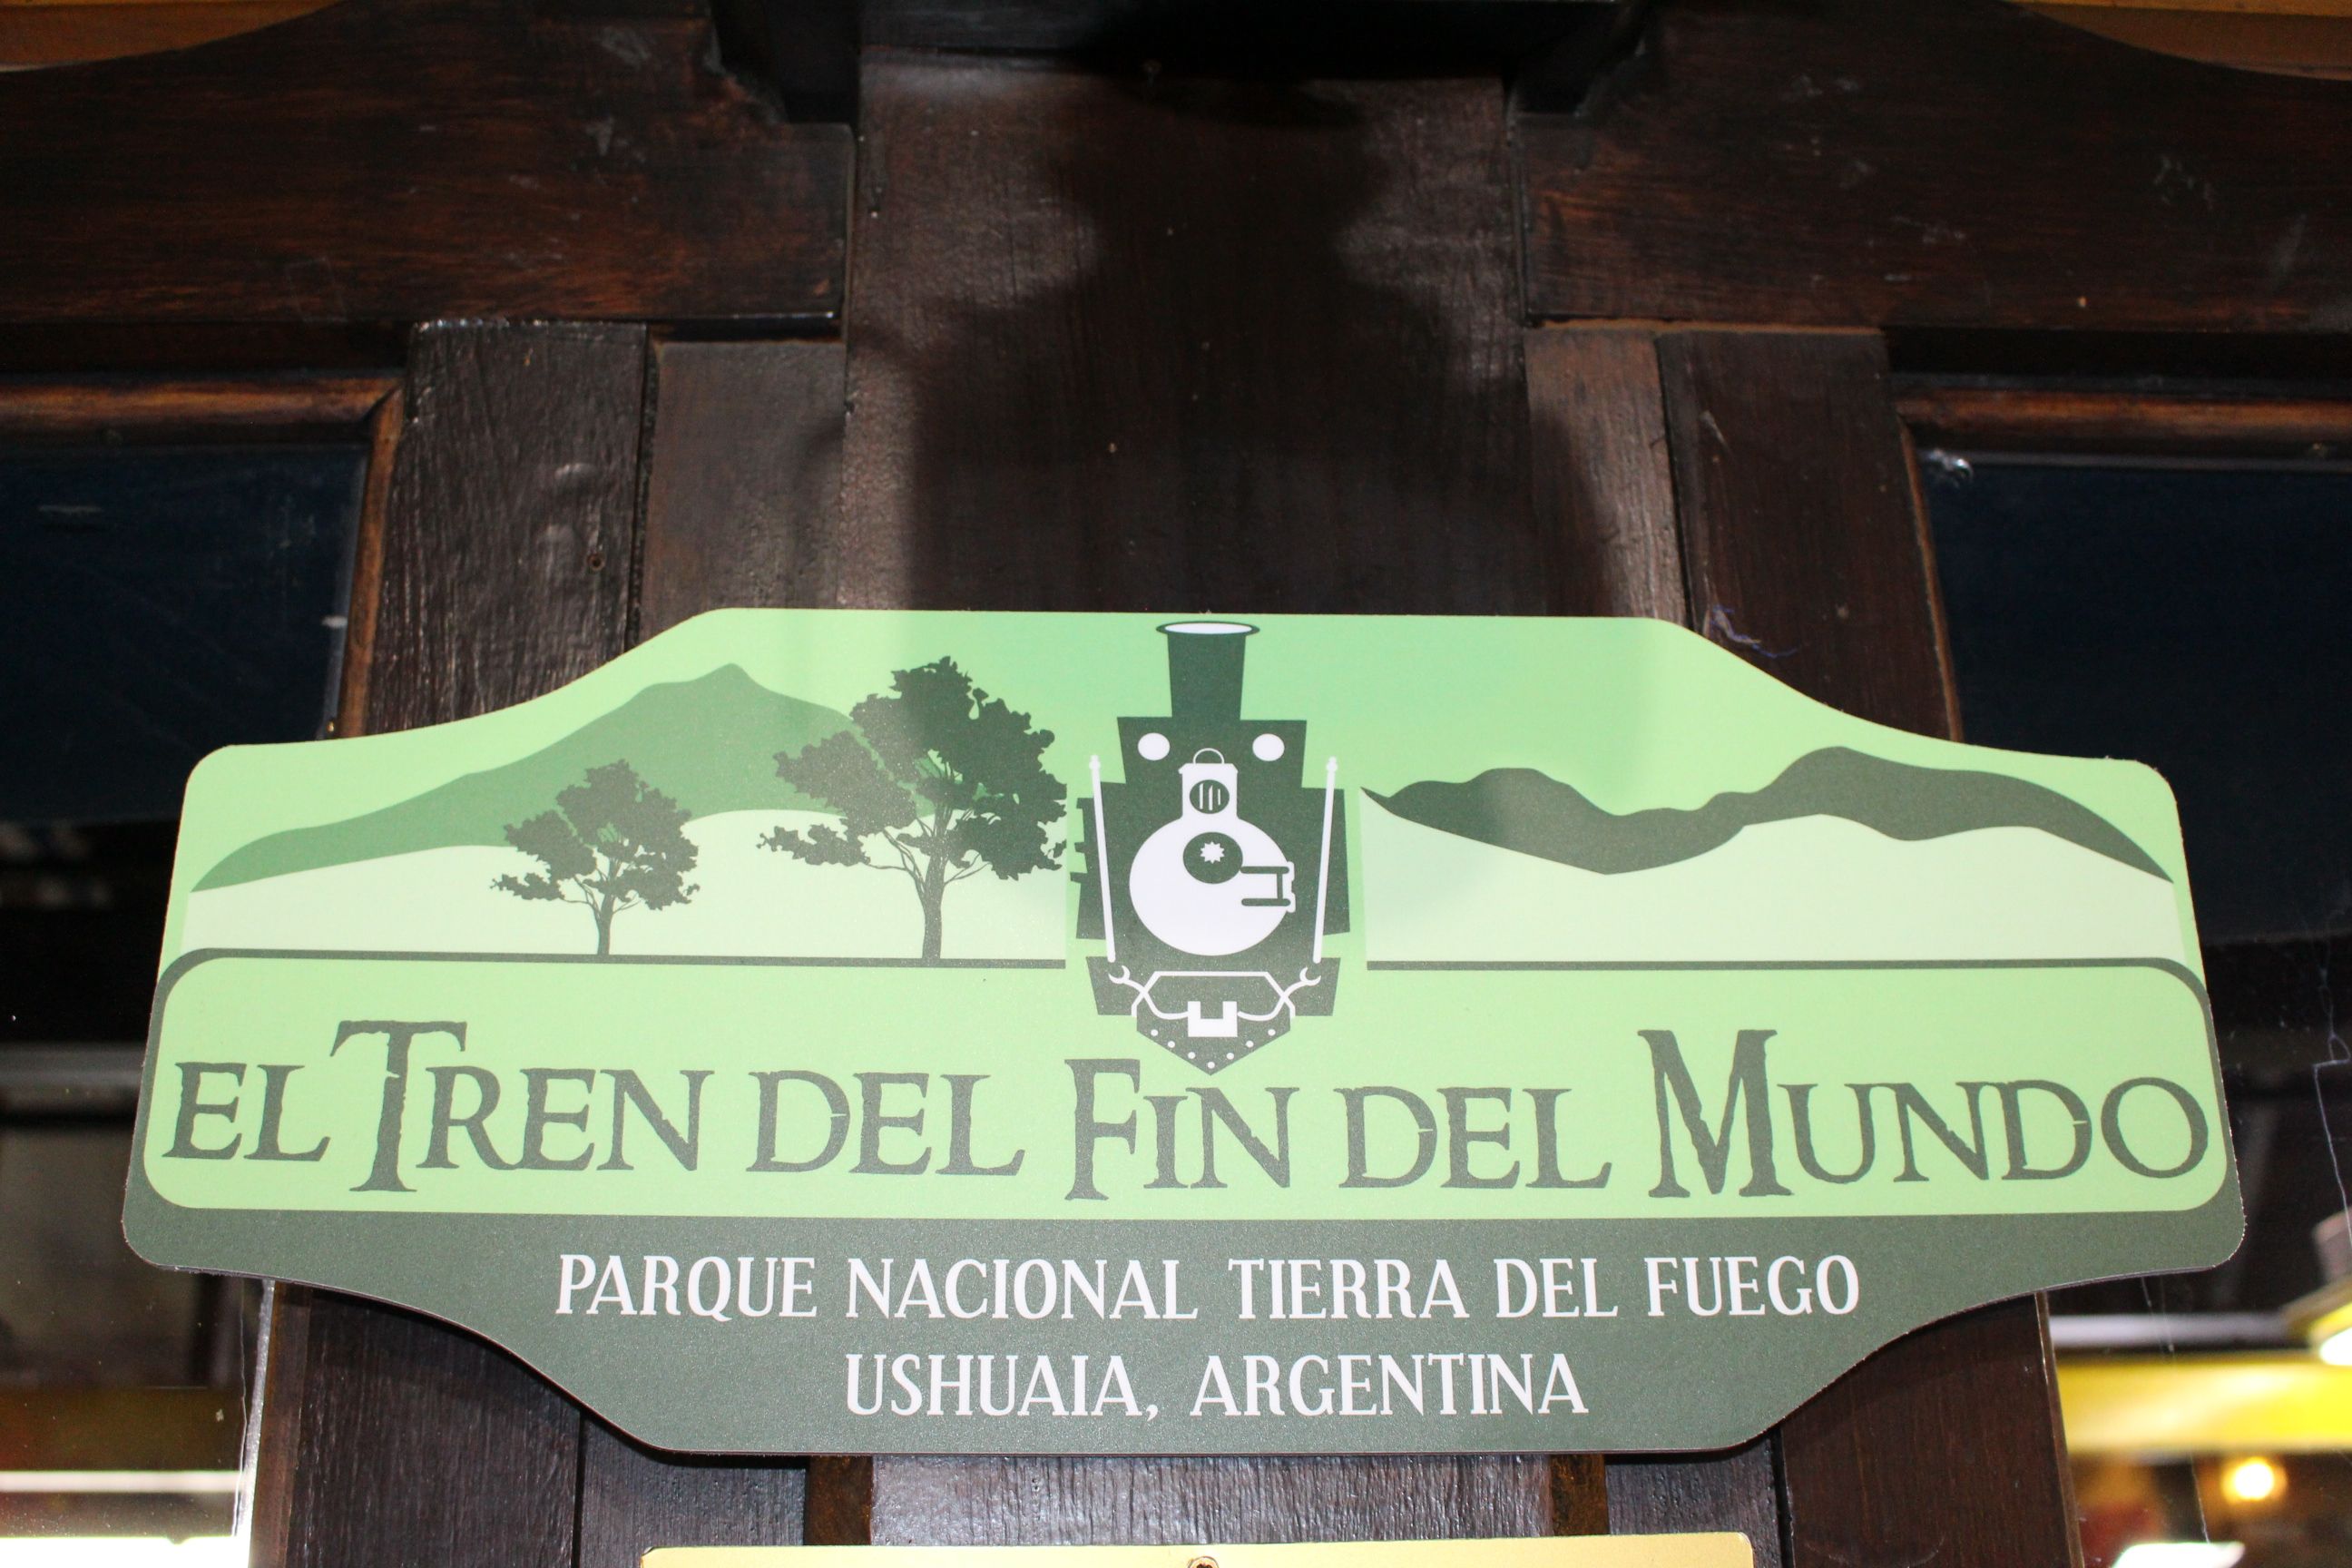 EL TREN DEL FIN DEL MUNDO
PARQUE NACIONAL TIERRA DEL FUEGO
USHUAIA, ARGENTINA